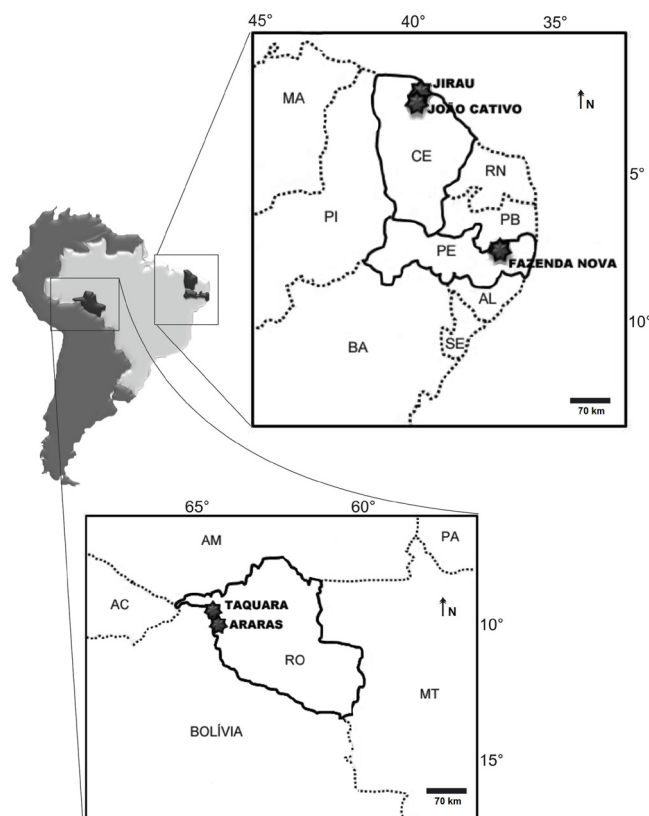 45°
40°
35°
JIRAU
MA
JOÃO CATIVO
N
CE
RN
5°
PI
PB
PE
FAZENDA NOVA
AL
10°
BA
SE
70 km
65°
60°
AM
PA
AC
TAQUARA
N
ARARAS
10°
RO
MT
BOLÍVIA
15°
70 km